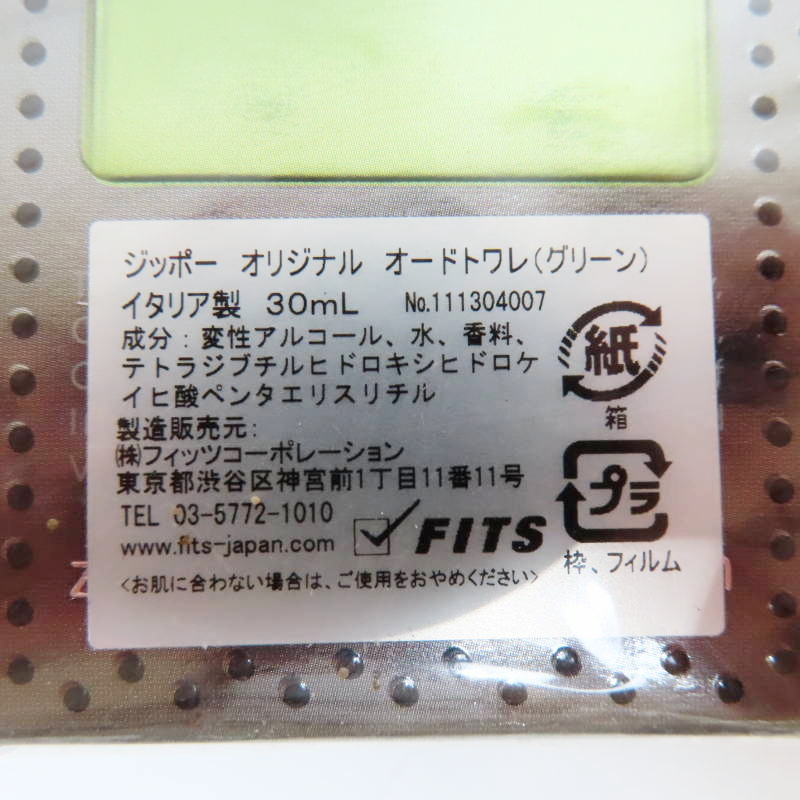 ジッポー オリジナル オードトワレ(グリーン)
イタリア製 30mL No.111304007
成分：変性アルコール、水、香料、
テトラジブチルヒドロキシヒドロケ
イヒ酸ペンタエリスリチル
製造販売元:
㈱フィッツコーポレーション
東京都渋谷区神宮前1丁目11番11号
TEL 03-5772-1010
www.fits-japan.com
FITS
<お肌に合わない場合は、ご使用をおやめください>
紙
箱
プラ
枠、フィルム